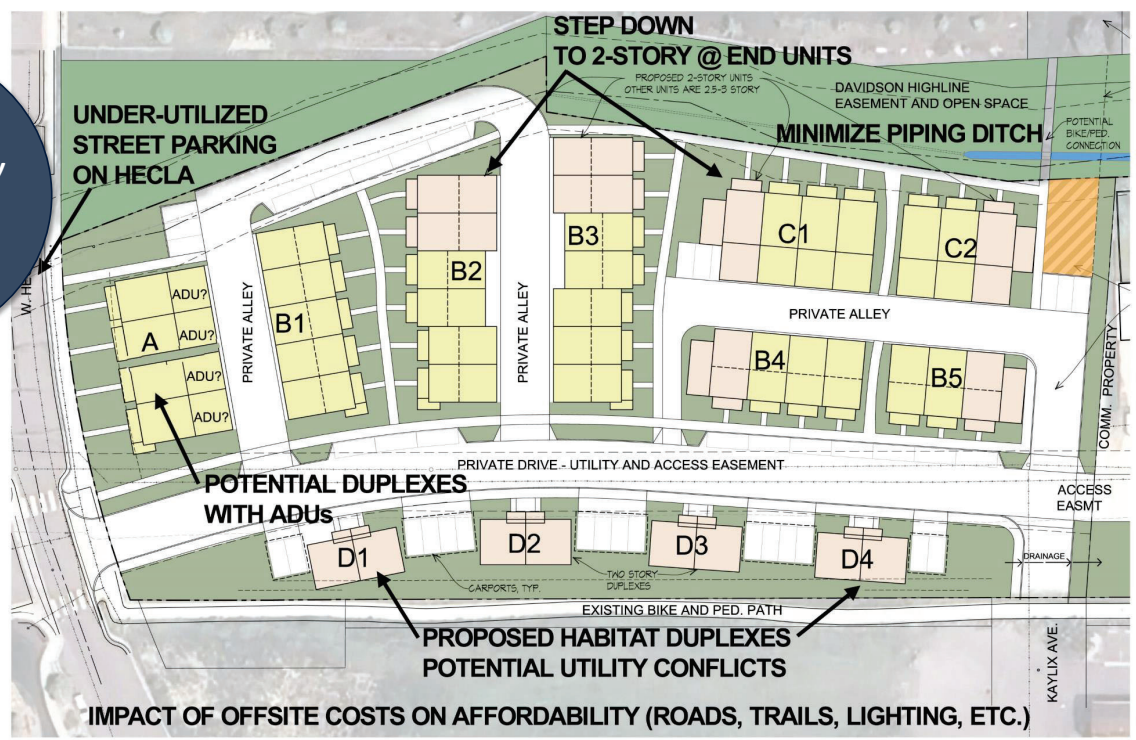 STEP DOWN
TO 2-STORY @ END UNITS
PROPOSED 2-STORY UNITS
OTHER UNITS ARE 2.5-3 STORY
DAVIDSON HIGHLINE
EASEMENT AND OPEN SPACE
UNDER-UTILIZED
STREET PARKING
ON HECLA
MINIMIZE PIPING DITCH
POTENTIAL
BIKE/PED.
CONNECTION
A
ADU?
ADU?
ADU?
ADU?
PRIVATE ALLEY
B1
B2
PRIVATE ALLEY
B3
C1
C2
PRIVATE ALLEY
B4
B5
COMM. PROPERTY
PRIVATE DRIVE - UTILITY AND ACCESS EASEMENT
POTENTIAL DUPLEXES
WITH ADUs
ACCESS
EASMT
D1
D2
D3
D4
DRAINAGE
CARPORTS, TYP.
TWO STORY
DUPLEXES
EXISTING BIKE AND PED. PATH
PROPOSED HABITAT DUPLEXES
POTENTIAL UTILITY CONFLICTS
KAYLIX AVE.
IMPACT OF OFFSITE COSTS ON AFFORDABILITY (ROADS, TRAILS, LIGHTING, ETC.)